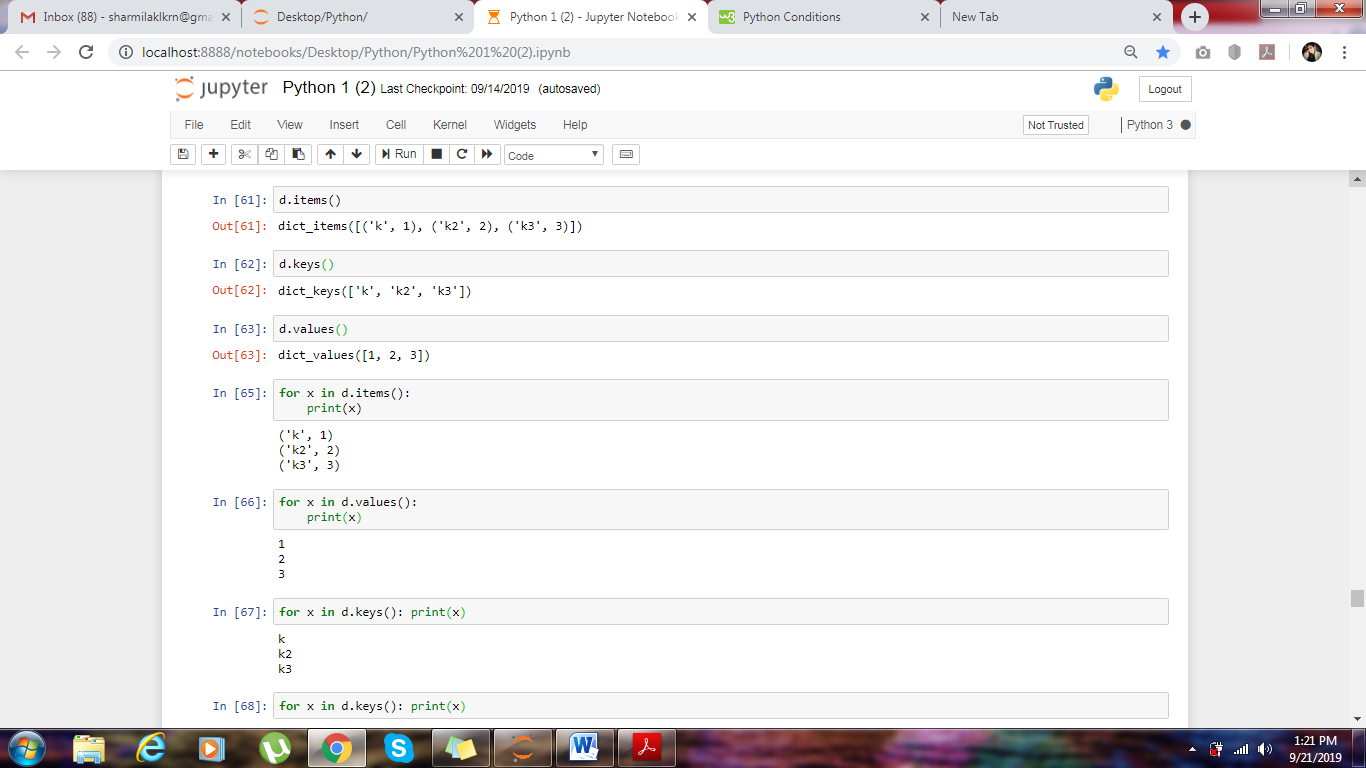 Inbox (88) - sharmilaklkrn@gma
Desktop/Python/
Python 1 (2) - Jupyter Notebook
Python Conditions
New Tab
localhost:8888/notebooks/Desktop/Python/Python%201%20(2).ipynb
jupyter Python 1 (2) Last Checkpoint: 09/14/2019 (autosaved)
Logout
File Edit View Insert Cell Kernel Widgets Help
Not Trusted
Python 3
Run
Code
In [61]: d.items()
Out[61]: dict_items([('k', 1), ('k2', 2), ('k3', 3)])
In [62]: d.keys()
Out[62]: dict_keys(['k', 'k2', 'k3'])
In [63]: d.values()
Out[63]: dict_values([1, 2, 3])
In [65]: for x in d.items():
    print(x)
('k', 1)
('k2', 2)
('k3', 3)
In [66]: for x in d.values():
    print(x)
1
2
3
In [67]: for x in d.keys(): print(x)
k
k2
k3
In [68]: for x in d.keys(): print(x)
1:21 PM
9/21/2019